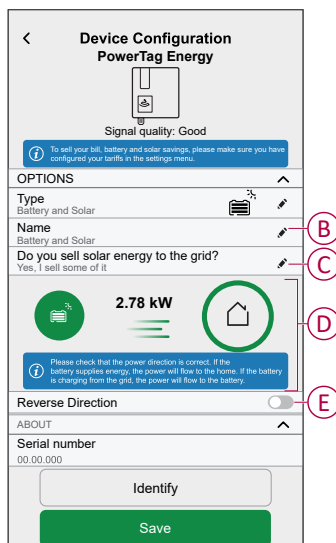 Device Configuration
PowerTag Energy
Signal quality: Good
i
To sell your bill, battery and solar savings, please make sure you have
configured your tariffs in the settings menu.
OPTIONS
Type
Battery and Solar
Name
Battery and Solar
B
Do you sell solar energy to the grid?
Yes, I sell some of it
C
2.78 kW
D
i
Please check that the power direction is correct. If the
battery supplies energy, the power will flow to the home. If the battery
is charging from the grid, the power will flow to the battery.
Reverse Direction
E
ABOUT
Serial number
00.00.000
Identify
Save